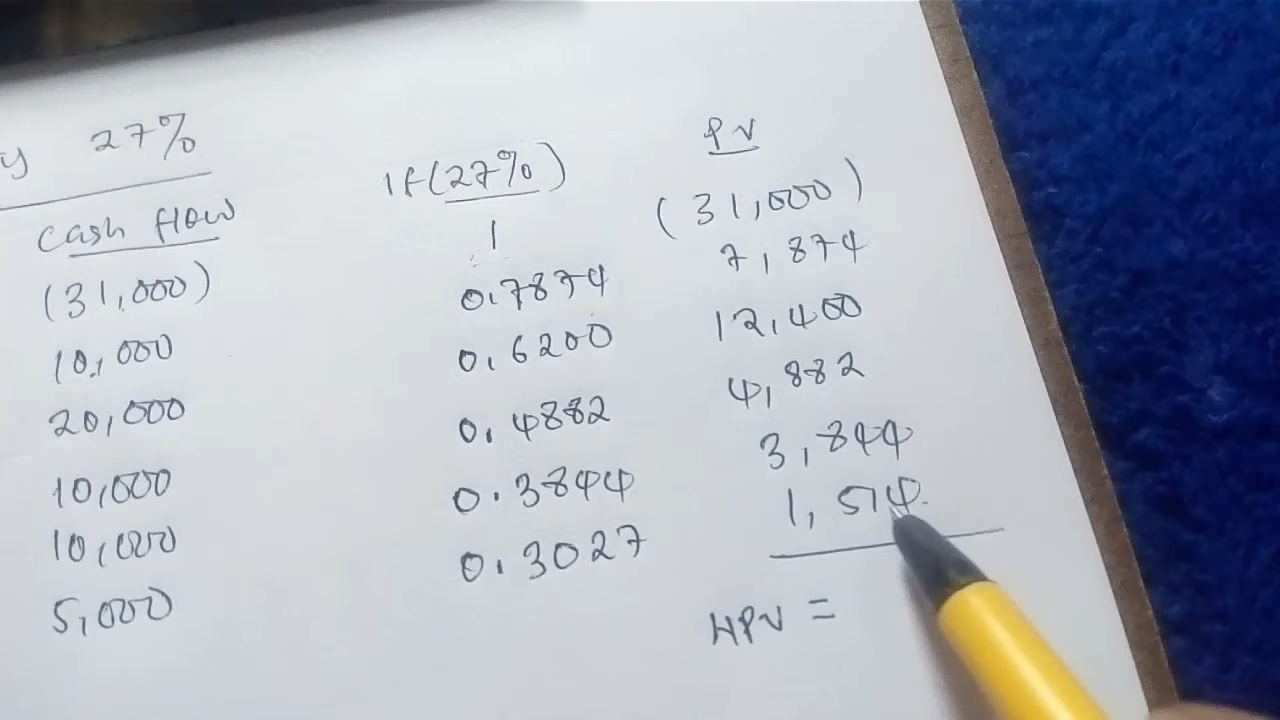 y 27%
cash flow IF(27%) PV
(31,000) 1 (31,000)
10,000 0.7874 7,874
20,000 0.6200 12,400
10,000 0.4882 4,882
10,000 0.3844 3,844
5,000 0.3027 1,514
NPV =